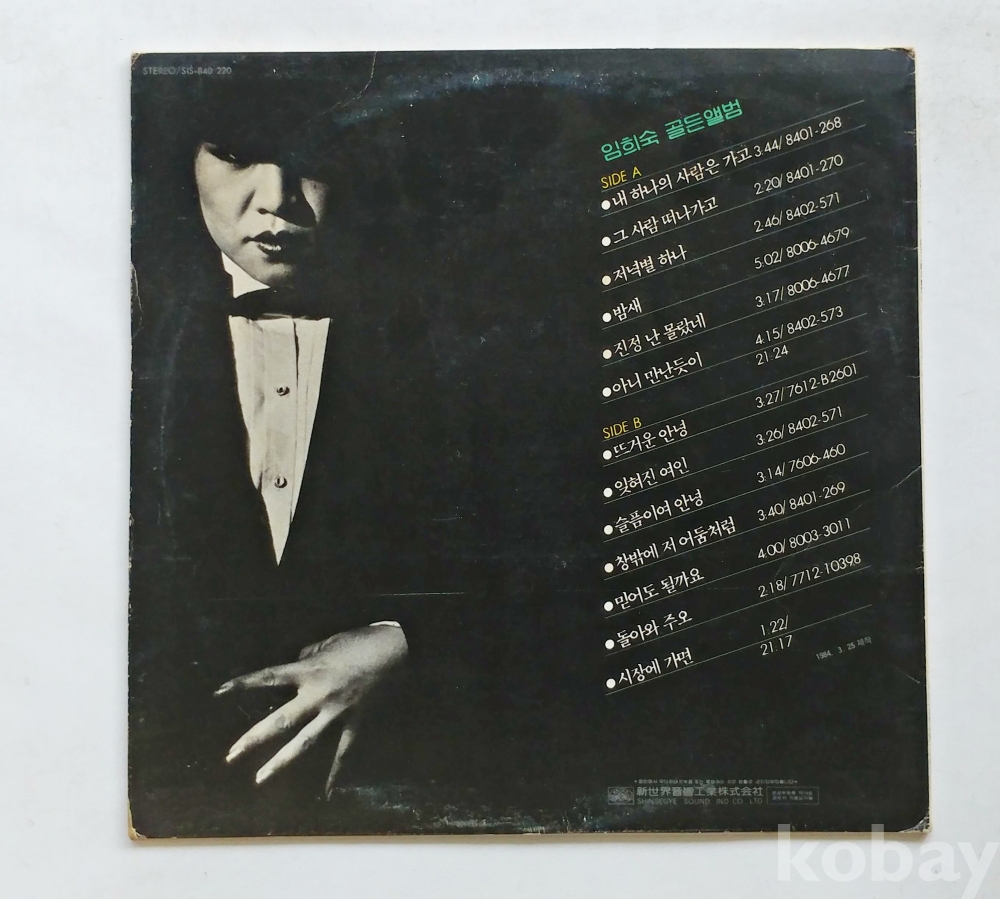 STEREO/SIS-840 220
임희숙 골든앨범
SIDE A
●내 하나의 사람은 가고 3:44/ 8401-268
●그 사람 떠나가고 2:20/ 8401-270
●저녁별 하나 2:46/ 8402-571
●밤새 5:02/ 8006-4679
●진정 난 몰랐네 3:17/ 8006-4677
●아니 만난듯이 4:15/ 8402-573
21:24
SIDE B
●뜨거운 안녕 3:27/ 7612-B2601
●잊혀진 여인 3:26/ 8402-571
●슬픔이여 안녕 3:14/ 7606-460
●창밖에 저 어둠처럼 3:40/ 8401-269
●믿어도 될까요 4:00/ 8003-3011
●돌아와 주오 2:18/ 7712-10398
●시장에 가면 1:22/
21:17
1984. 3. 25 제작
新世界音響工業株式会社
SHINSEGYE SOUND IND CO. LTD
kobay